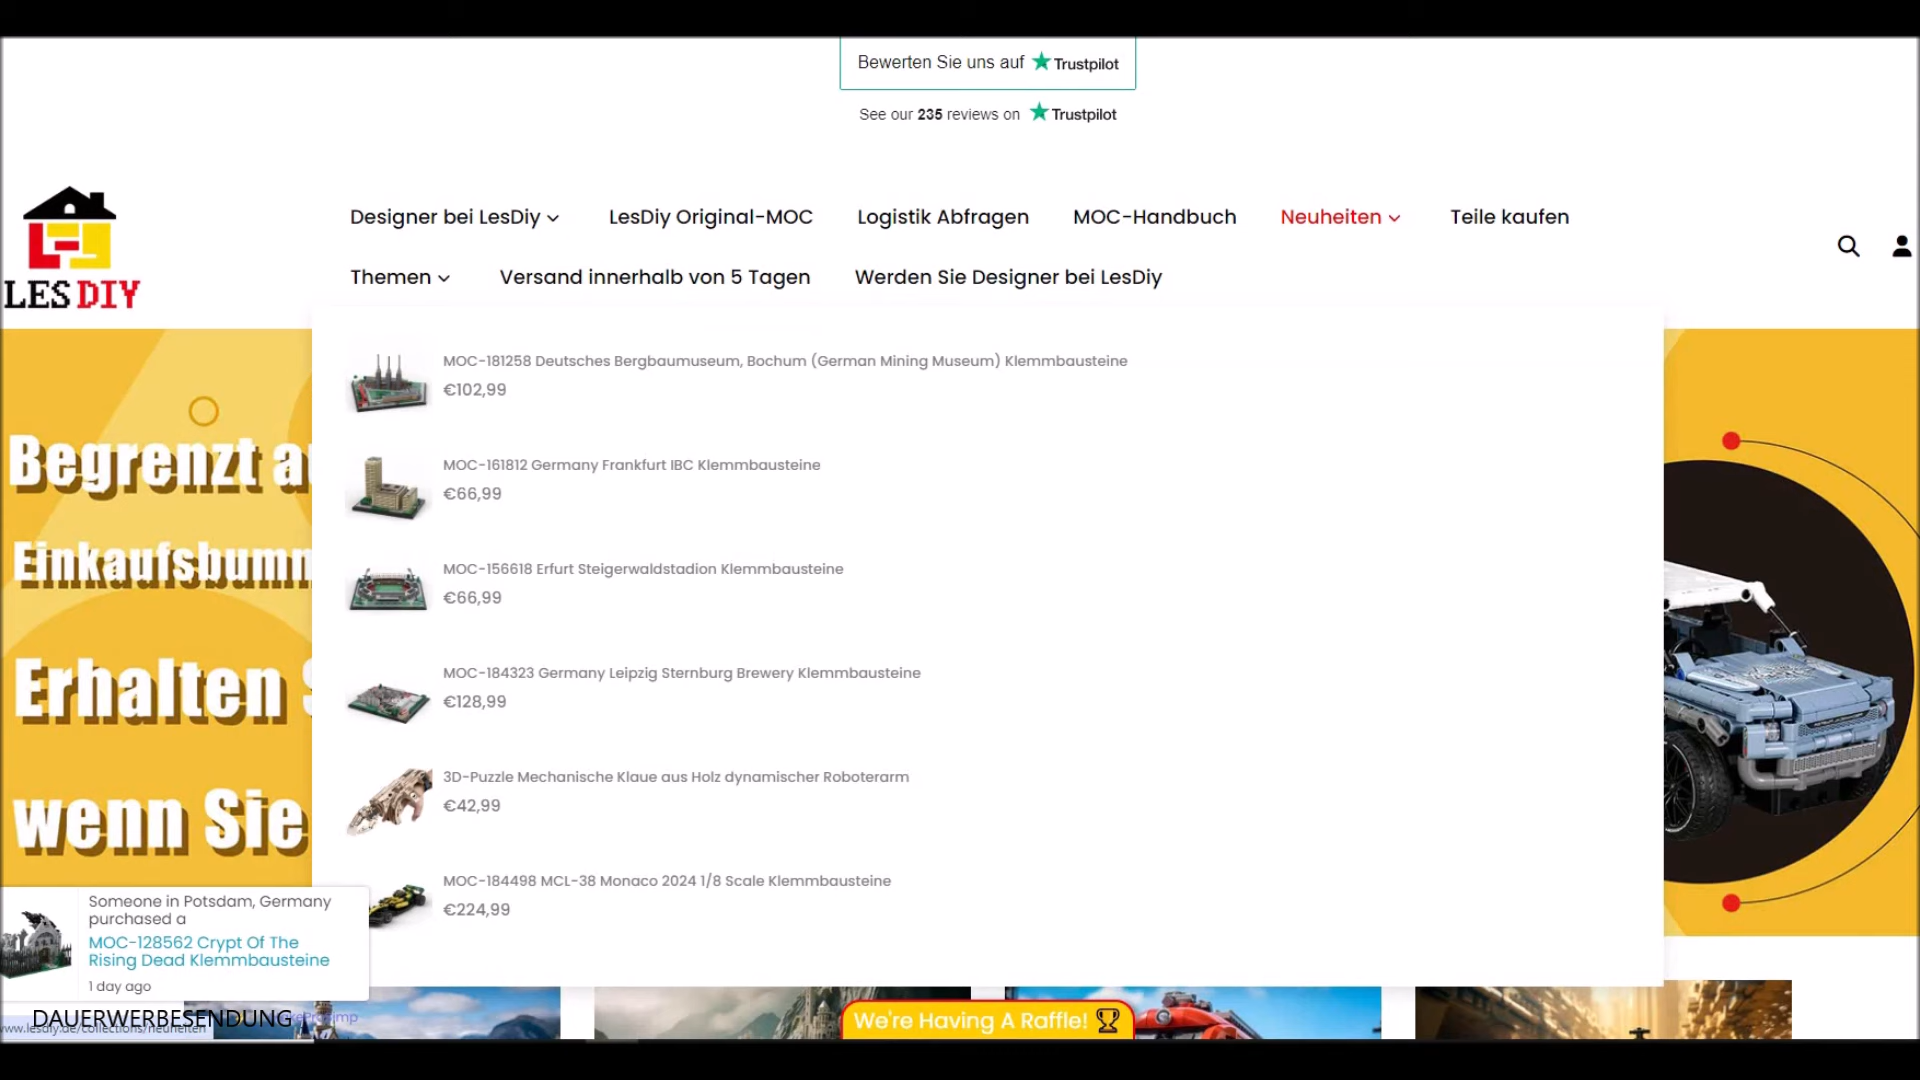 Bewerten Sie uns auf Trustpilot
See our 235 reviews on Trustpilot
LES DIY
Designer bei LesDiy
LesDiy Original-MOC
Logistik Abfragen
MOC-Handbuch
Neuheiten
Teile kaufen
Themen
Versand innerhalb von 5 Tagen
Werden Sie Designer bei LesDiy
MOC-181258 Deutsches Bergbaumuseum, Bochum (German Mining Museum) Klemmbausteine
€102,99
MOC-161812 Germany Frankfurt IBC Klemmbausteine
€66,99
MOC-156618 Erfurt Steigerwaldstadion Klemmbausteine
€66,99
MOC-184323 Germany Leipzig Sternburg Brewery Klemmbausteine
€128,99
3D-Puzzle Mechanische Klaue aus Holz dynamischer Roboterarm
€42,99
MOC-184498 MCL-38 Monaco 2024 1/8 Scale Klemmbausteine
€224,99
Begrenzt a
Einkaufsbumm
Erhalten S
wenn Sie
Someone in Potsdam, Germany
purchased a
MOC-128562 Crypt Of The
Rising Dead Klemmbausteine
1 day ago
DAUERWERBESENDUNG
www.lesdiy.de/collections/neuheiten
We're Having A Raffle!